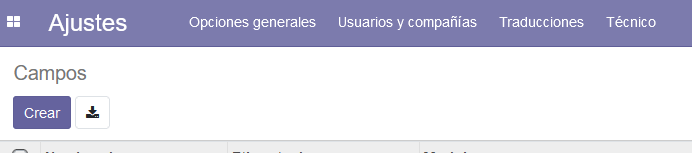 Ajustes Opciones generales Usuarios y compañías Traducciones Técnico
Campos
Crear